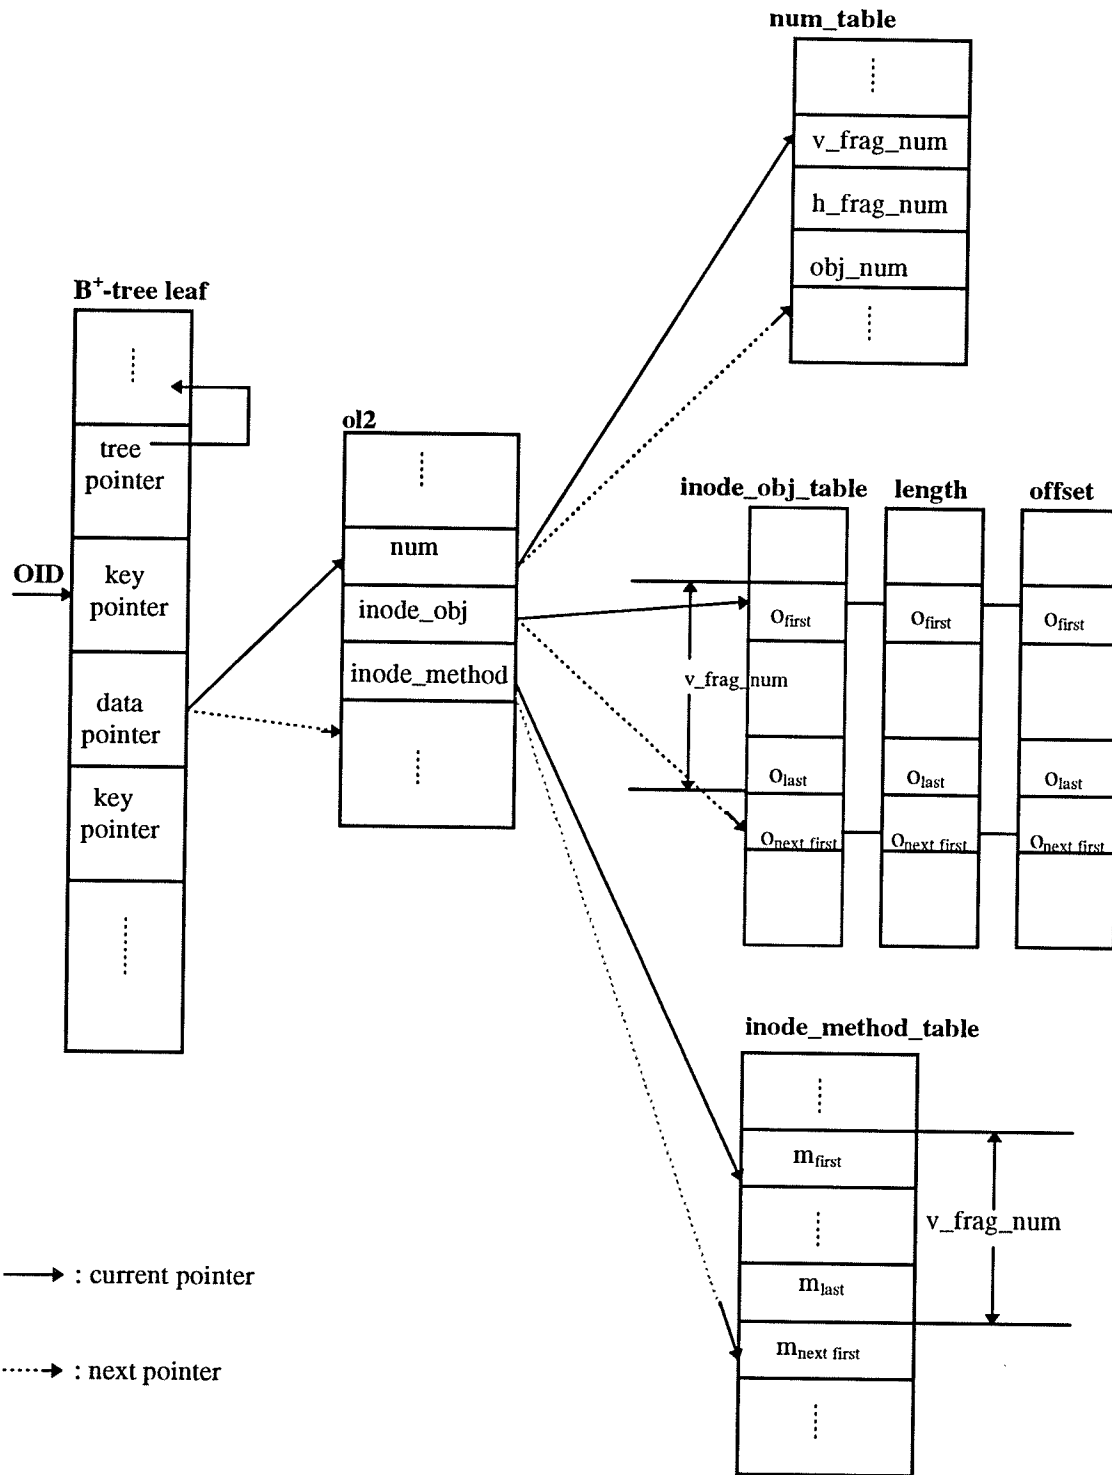 num_table
v_frag_num
h_frag_num
obj_num
B+-tree leaf
tree
pointer
OID
key
pointer
data
pointer
key
pointer
ol2
num
inode_obj
inode_method
inode_obj_table length offset
v_frag_num
Ofirst Ofirst Ofirst
Olast Olast Olast
Onext first Onext first Onext first
inode_method_table
mfirst
v_frag_num
mlast
mnext first
: current pointer
: next pointer